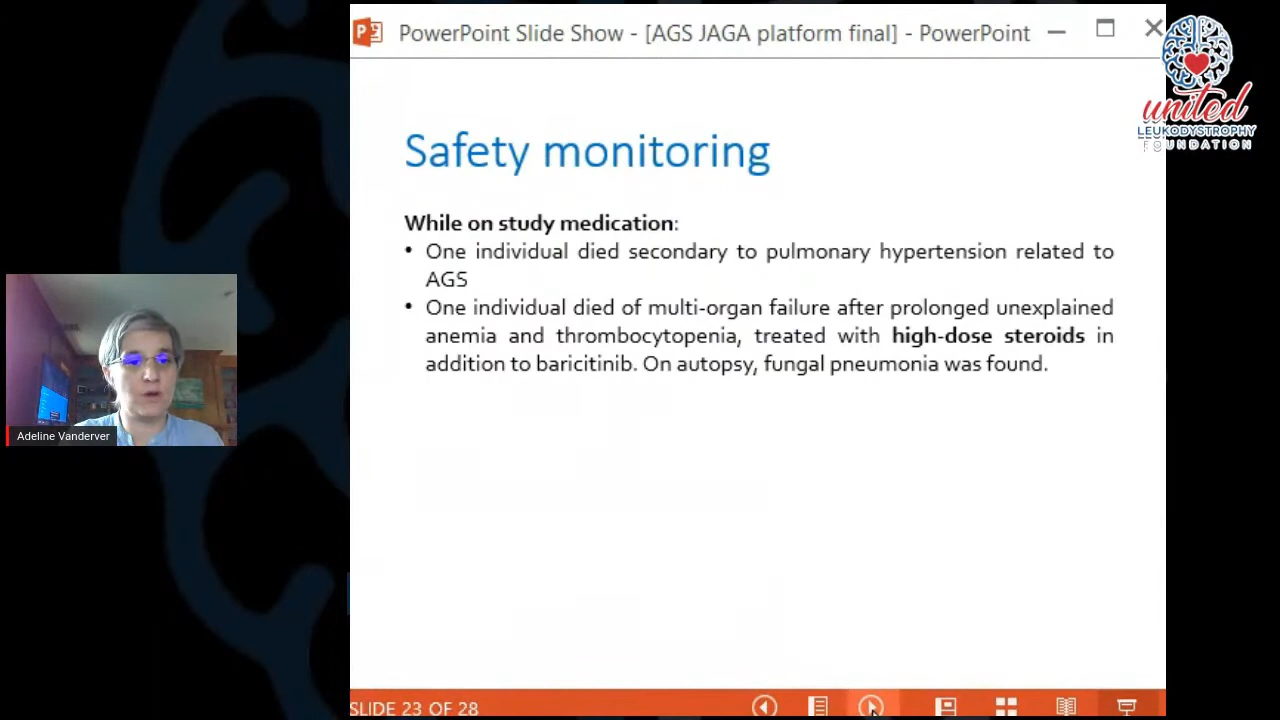 PowerPoint Slide Show - [AGS JAGA platform final] - PowerPoint
united
LEUKODYSTROPHY
FOUNDATION
Safety monitoring
While on study medication:
• One individual died secondary to pulmonary hypertension related to
AGS
• One individual died of multi-organ failure after prolonged unexplained
anemia and thrombocytopenia, treated with high-dose steroids in
addition to baricitinib. On autopsy, fungal pneumonia was found.
Adeline Vanderver
SLIDE 23 OF 28